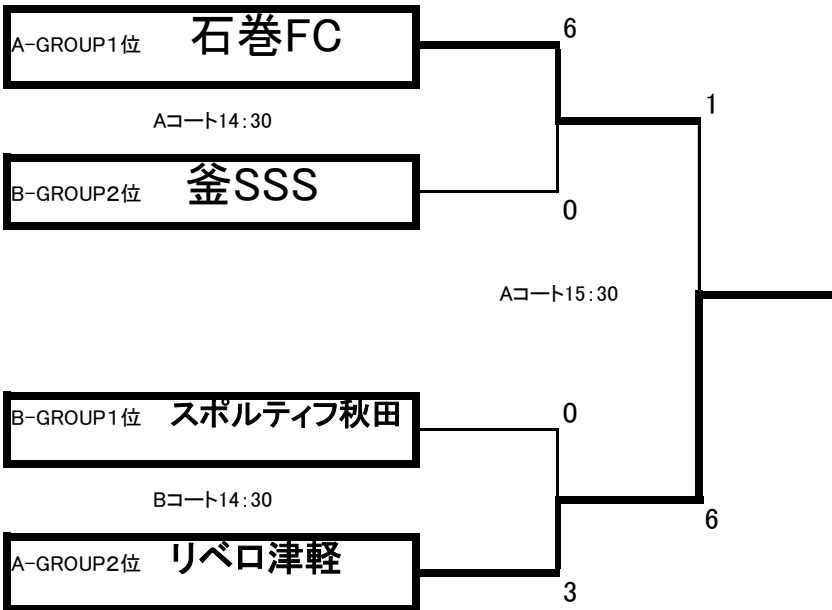 A-GROUP1位 石巻FC
6
Aコート14:30
1
B-GROUP2位 釜SSS
0
Aコート15:30
B-GROUP1位 スポルティフ秋田
0
Bコート14:30
6
A-GROUP2位 リベロ津軽
3